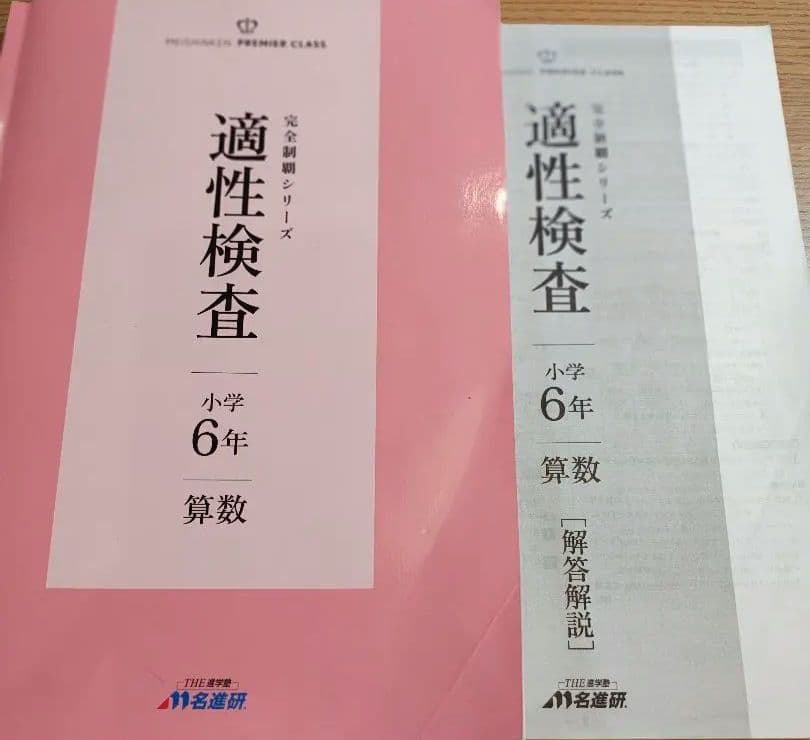 MEISHINKEN PREMIER CLASS
完全制覇シリーズ
適性検査
小学
6年
算数
THE進学塾
名進研
PREMIER CLASS
完全制覇シリーズ
適性検査
小学
6年
算数
[解答解説]
THE進学塾
名進研